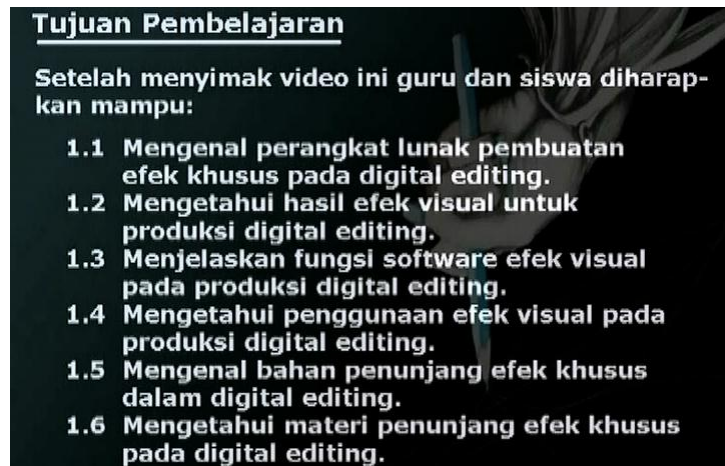 Tujuan Pembelajaran
Setelah menyimak video ini guru dan siswa diharap-
kan mampu:
1.1 Mengenal perangkat lunak pembuatan
efek khusus pada digital editing.
1.2 Mengetahui hasil efek visual untuk
produksi digital editing.
1.3 Menjelaskan fungsi software efek visual
pada produksi digital editing.
1.4 Mengetahui penggunaan efek visual pada
produksi digital editing.
1.5 Mengenal bahan penunjang efek khusus
dalam digital editing.
1.6 Mengetahui materi penunjang efek khusus
pada digital editing.